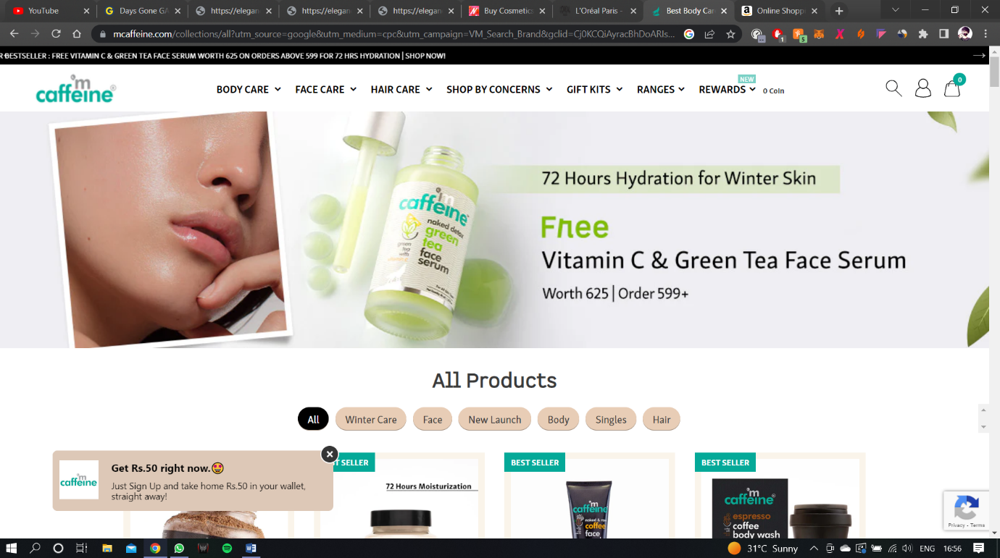 YouTube
Days Gone GA
https://elegan
https://elegan
https://elegan
Buy Cosmetics
L'Oréal Paris -
Best Body Car
Online Shopp
mcaffeine.com/collections/all?utm_source=google&utm_medium=cpc&utm_campaign=VM_Search_Brand&gclid=Cj0KCQiAyracBhDoARIs...
1
5
R BESTSELLER : FREE VITAMIN C & GREEN TEA FACE SERUM WORTH 625 ON ORDERS ABOVE 599 FOR 72 HRS HYDRATION | SHOP NOW!
'm
caffeine®
BODY CARE
FACE CARE
HAIR CARE
SHOP BY CONCERNS
GIFT KITS
RANGES
NEW
REWARDS
0 Coin
0
72 Hours Hydration for Winter Skin
Free
Vitamin C & Green Tea Face Serum
Worth 625 | Order 599+
'm
caffeine™
naked detox
green
tea
face
serum
green
tea with
All Products
All
Winter Care
Face
New Launch
Body
Singles
Hair
Get Rs.50 right now.🤩
Just Sign Up and take home Rs.50 in your wallet,
straight away!
'm
caffeine
T SELLER
72 Hours Moisturization
BEST SELLER
'm
caffeine
naked & raw
coffee
face
BEST SELLER
'm
caffeine®
espresso
coffee
body wash
Privacy - Terms
31°C Sunny
ENG
16:56